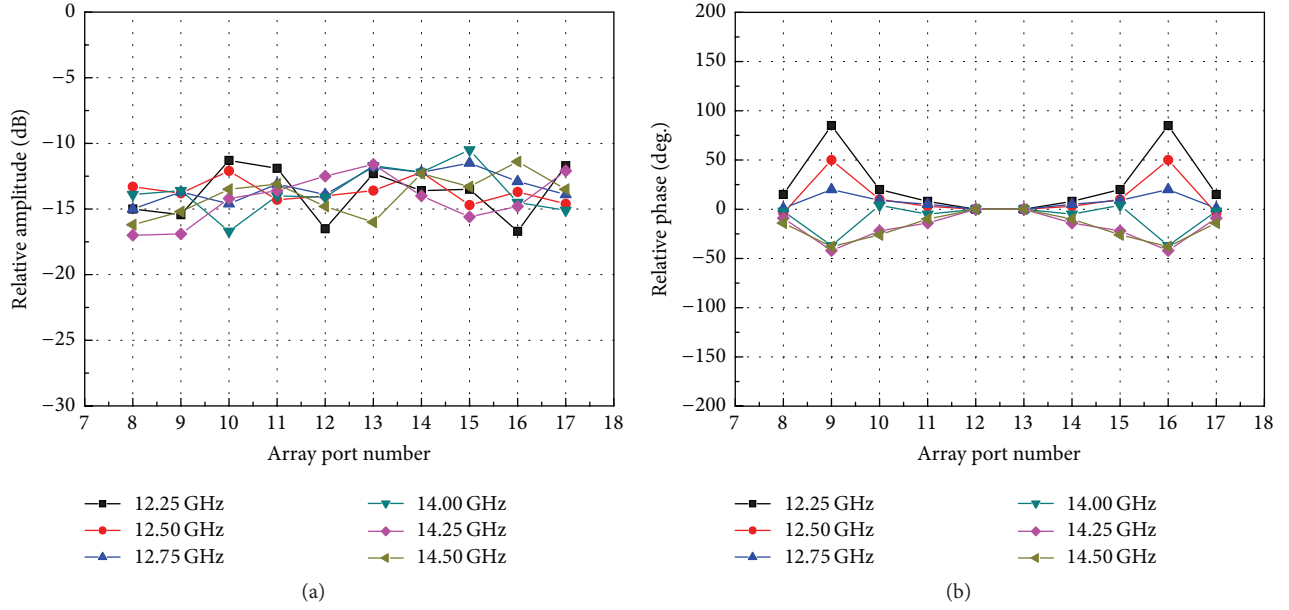 0
−5
−10
−15
−20
−25
−30
Relative amplitude (dB)
7 8 9 10 11 12 13 14 15 16 17 18
Array port number
12.25 GHz
12.50 GHz
12.75 GHz
14.00 GHz
14.25 GHz
14.50 GHz
(a)
200
150
100
50
0
−50
−100
−150
−200
Relative phase (deg.)
7 8 9 10 11 12 13 14 15 16 17 18
Array port number
12.25 GHz
12.50 GHz
12.75 GHz
14.00 GHz
14.25 GHz
14.50 GHz
(b)